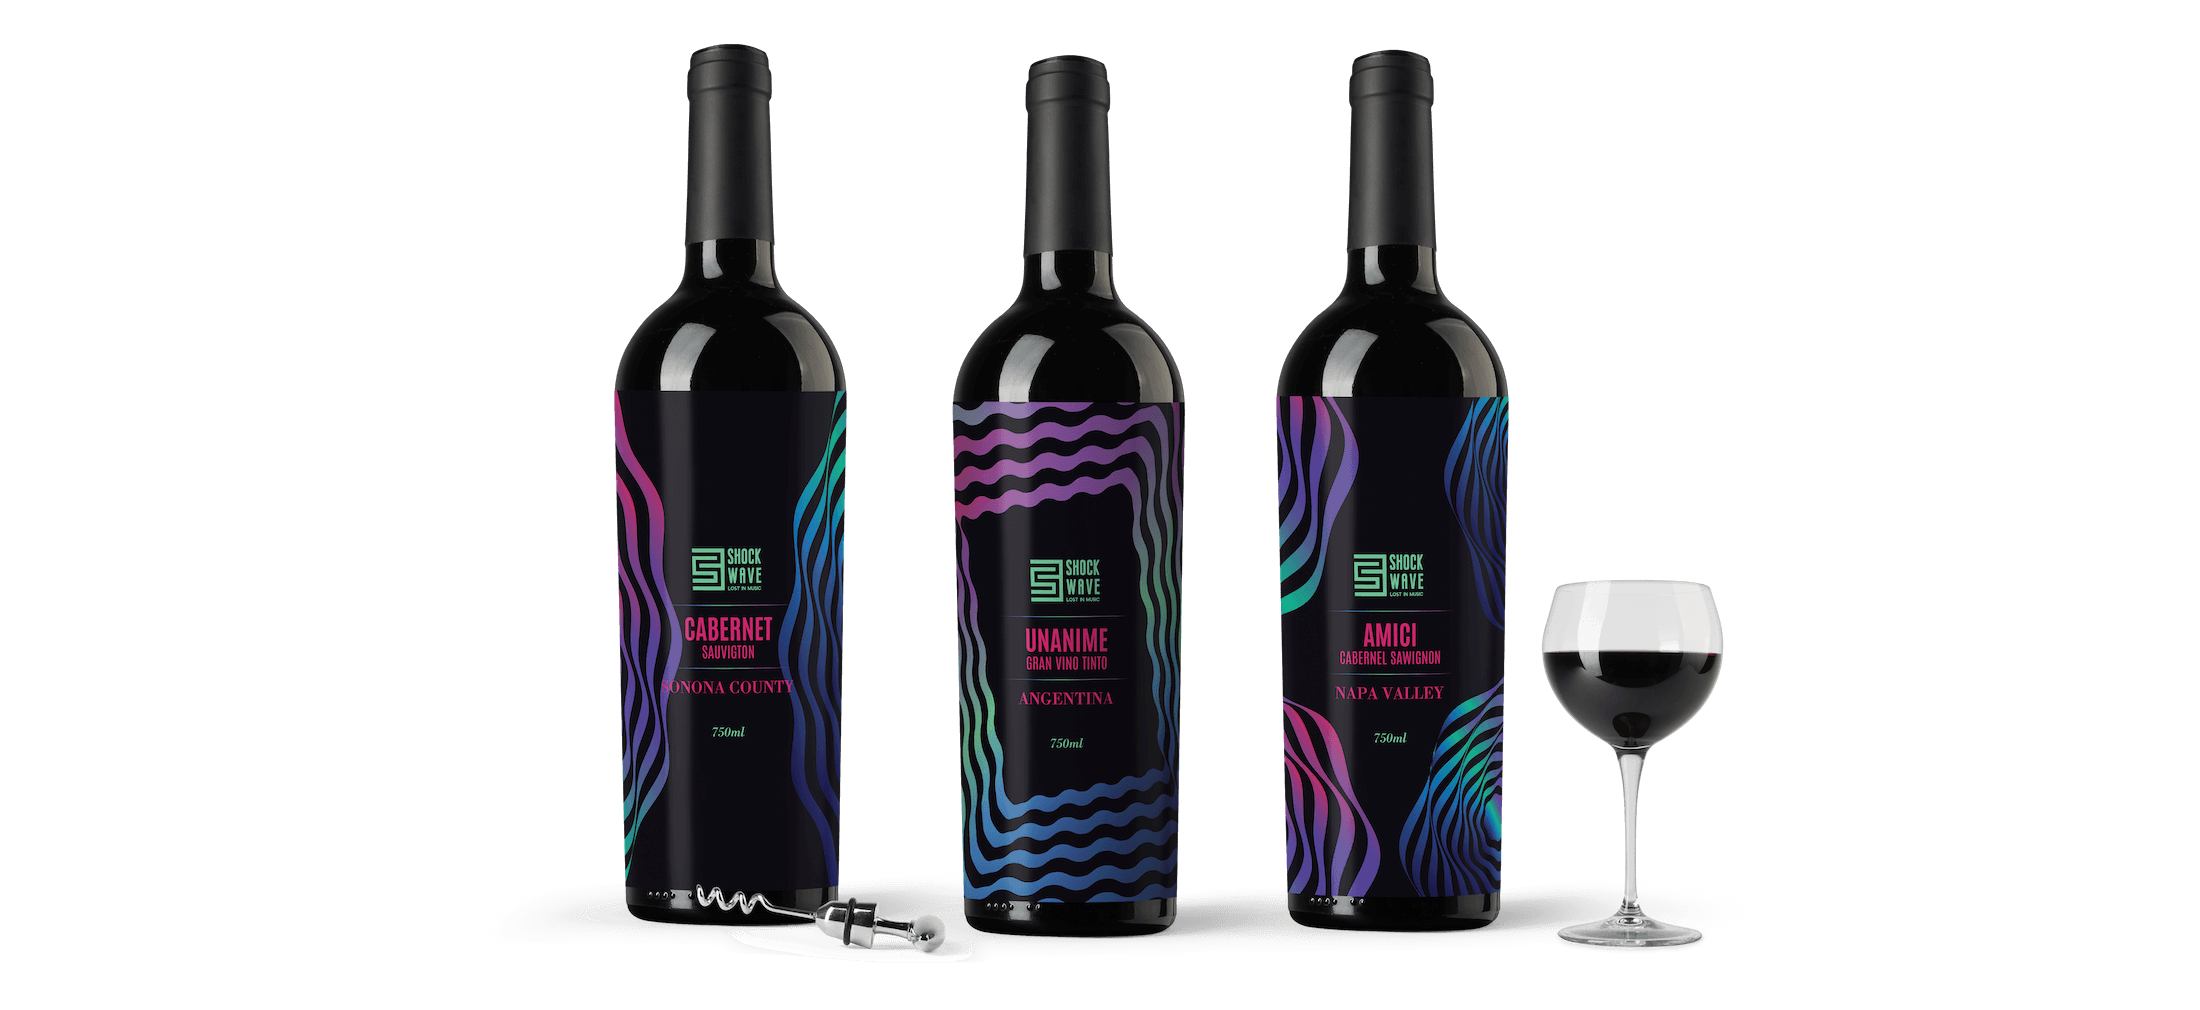 SHOCK
WAVE
LOST IN MUSIC
CABERNET
SAUVIGTON
SONONA COUNTY
750ml
SHOCK
WAVE
LOST IN MUSIC
UNANIME
GRAN VINO TINTO
ANGENTINA
750ml
SHOCK
WAVE
LOST IN MUSIC
AMICI
CABERNEL SAWIGNON
NAPA VALLEY
750ml